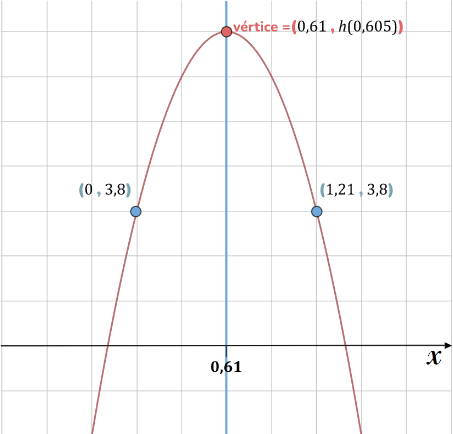 vértice =(0,61 , h(0,605))
(0 , 3,8)
(1,21 , 3,8)
x
0,61